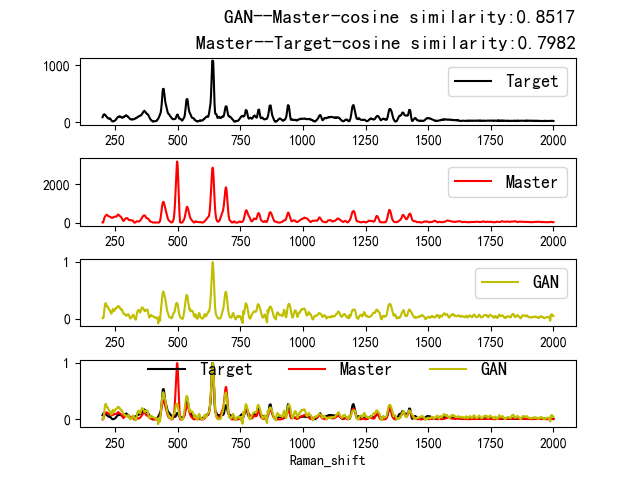 GAN--Master-cosine similarity:0.8517
Master--Target-cosine similarity:0.7982
1000
0
Target
250 500 750 1000 1250 1500 1750 2000
2000
0
Master
250 500 750 1000 1250 1500 1750 2000
1
0
GAN
250 500 750 1000 1250 1500 1750 2000
1
0
Target Master GAN
250 500 750 1000 1250 1500 1750 2000
Raman_shift